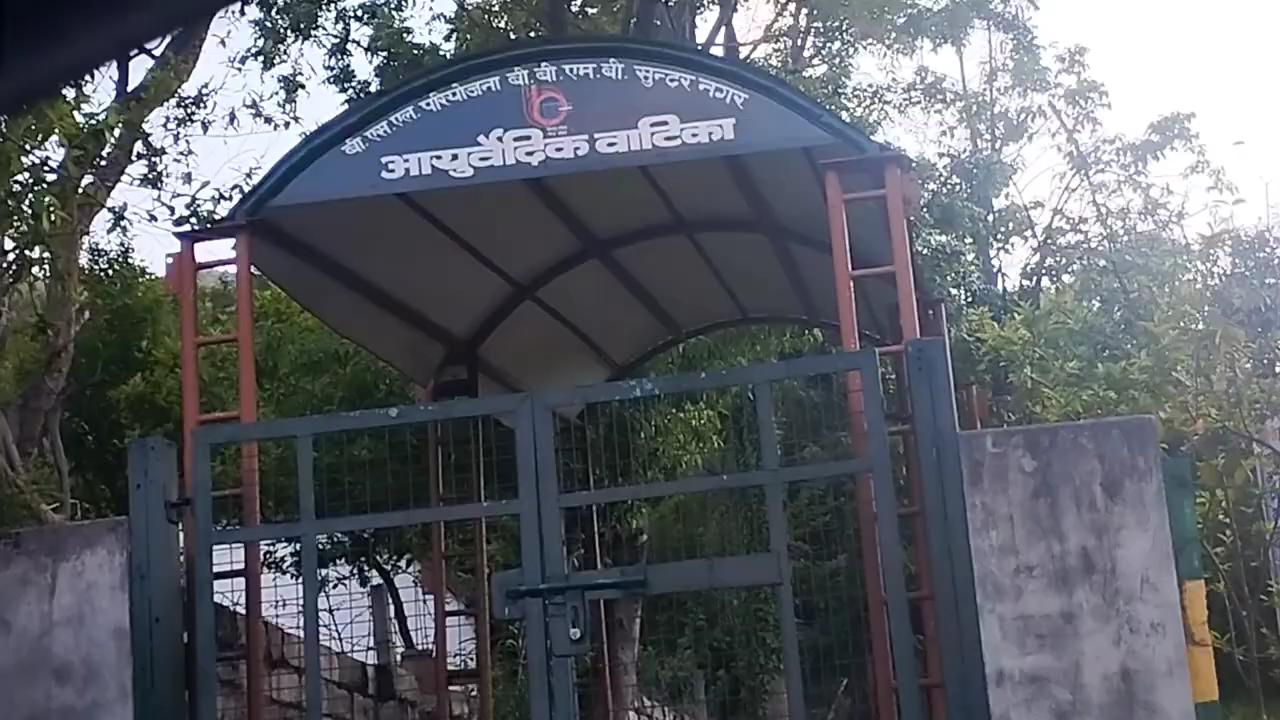 बी.एस.एल. परियोजना बी.बी.एम.बी. सुन्दर नगर
आयुर्वेदिक वाटिका